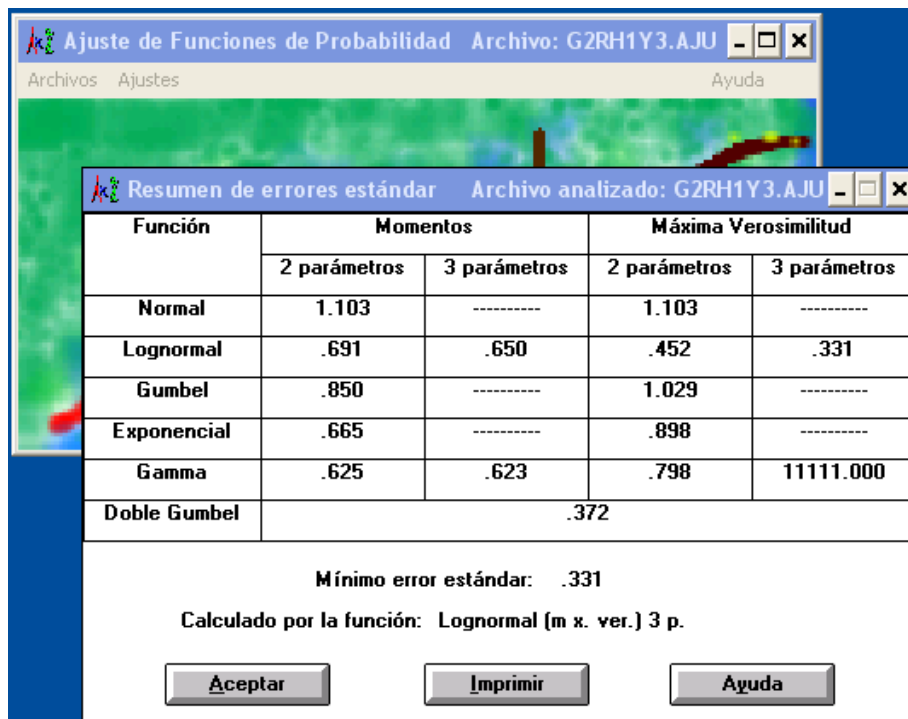 Ajuste de Funciones de Probabilidad Archivo: G2RH1Y3.AJU
Archivos Ajustes Ayuda
Resumen de errores estándar Archivo analizado: G2RH1Y3.AJU
Función Momentos Máxima Verosimilitud
2 parámetros 3 parámetros 2 parámetros 3 parámetros
Normal 1.103 ---------- 1.103 ----------
Lognormal .691 .650 .452 .331
Gumbel .850 ---------- 1.029 ----------
Exponencial .665 ---------- .898 ----------
Gamma .625 .623 .798 11111.000
Doble Gumbel .372
Mínimo error estándar: .331
Calculado por la función: Lognormal (m x. ver.) 3 p.
Aceptar Imprimir Ayuda